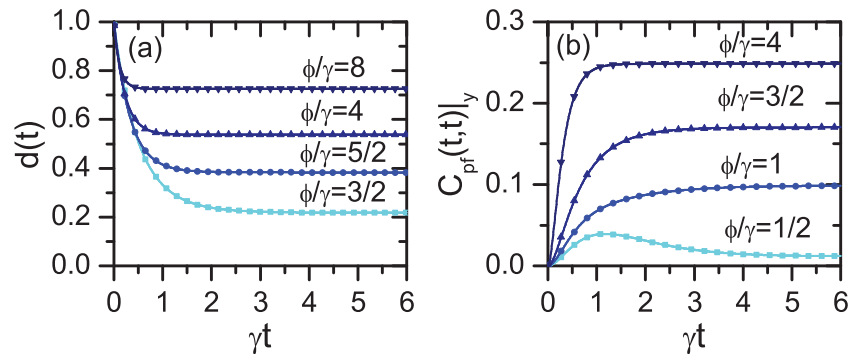 (a)
d(t)
1.0
0.8
0.6
0.4
0.2
0.0
ϕ/γ=8
ϕ/γ=4
ϕ/γ=5/2
ϕ/γ=3/2
0 1 2 3 4 5 6
γt
(b)
C_pf(t,t)|_y
0.3
0.2
0.1
0.0
ϕ/γ=4
ϕ/γ=3/2
ϕ/γ=1
ϕ/γ=1/2
0 1 2 3 4 5 6
γt